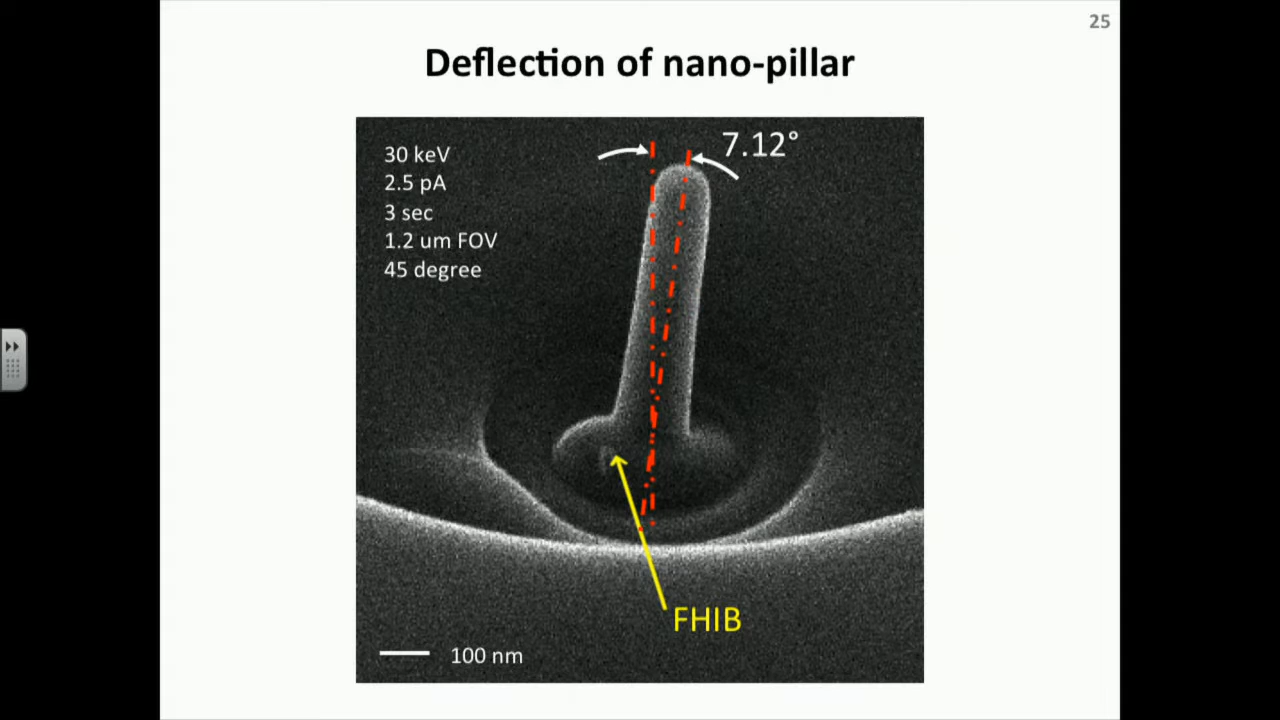 25
Deflection of nano-pillar
7.12°
30 keV
2.5 pA
3 sec
1.2 um FOV
45 degree
FHIB
100 nm